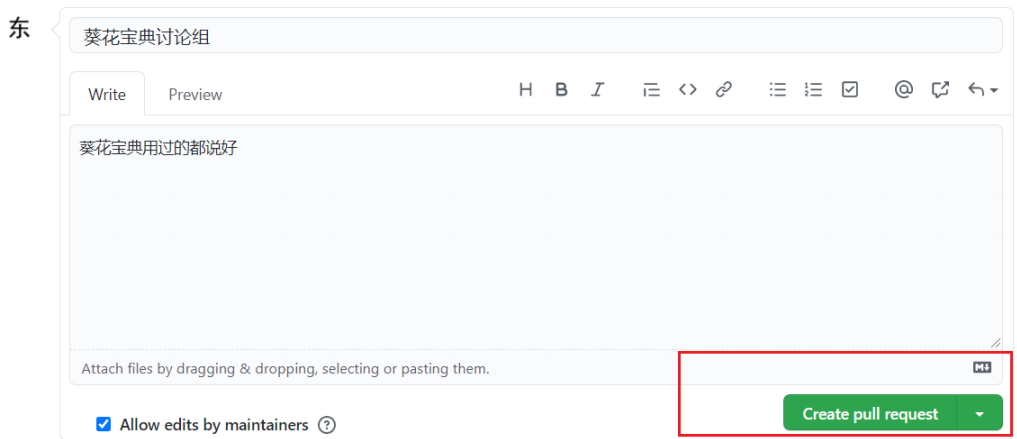 东
葵花宝典讨论组
Write Preview
葵花宝典用过的都说好
Attach files by dragging & dropping, selecting or pasting them.
Allow edits by maintainers
Create pull request